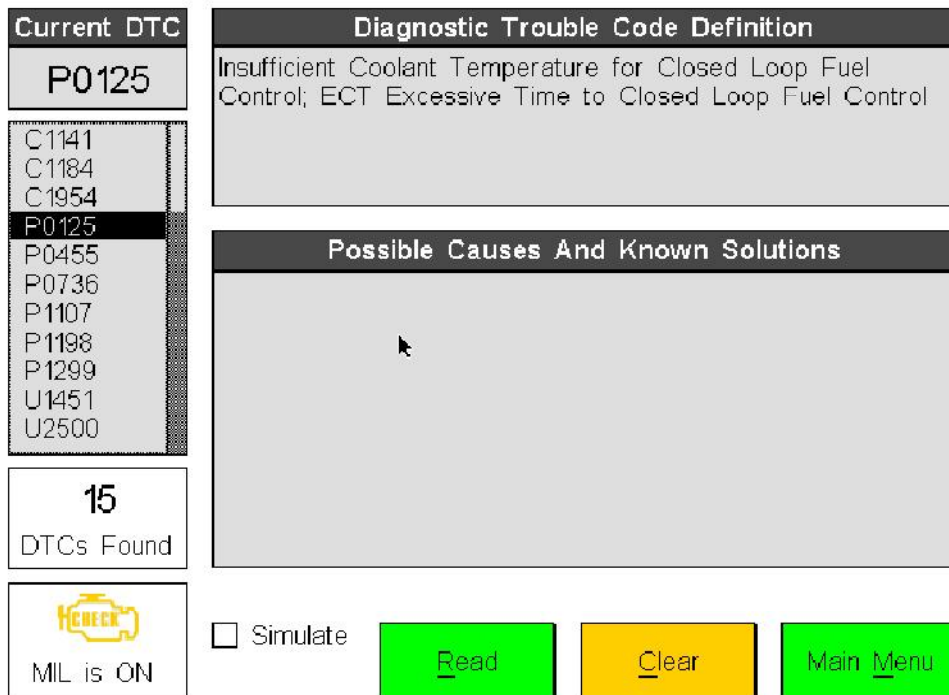 Current DTC
P0125
C1141
C1184
C1954
P0125
P0455
P0736
P1107
P1198
P1299
U1451
U2500
15
DTCs Found
CHECK
MIL is ON
Diagnostic Trouble Code Definition
Insufficient Coolant Temperature for Closed Loop Fuel
Control; ECT Excessive Time to Closed Loop Fuel Control
Possible Causes And Known Solutions
Simulate
Read
Clear
Main Menu